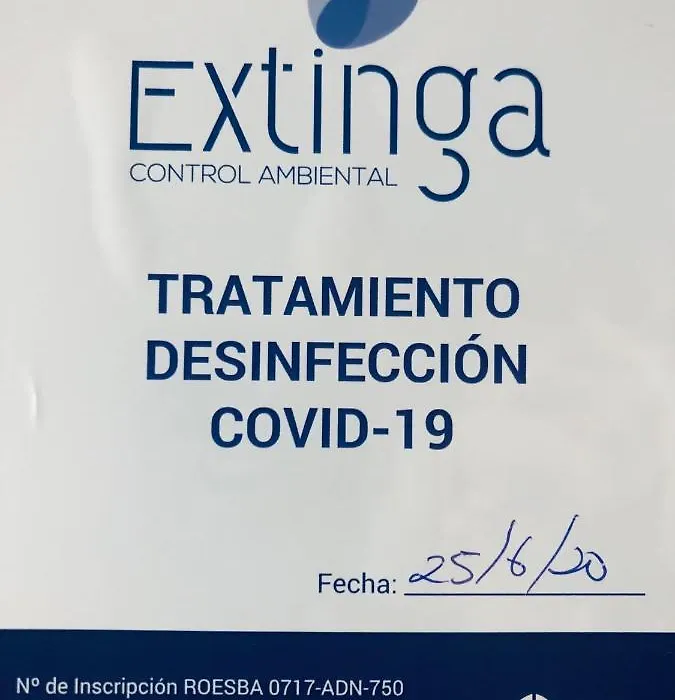 Extinga
CONTROL AMBIENTAL
TRATAMIENTO
DESINFECCIÓN
COVID-19
Fecha: 25/6/20
Nº de Inscripción ROESBA 0717-ADN-750